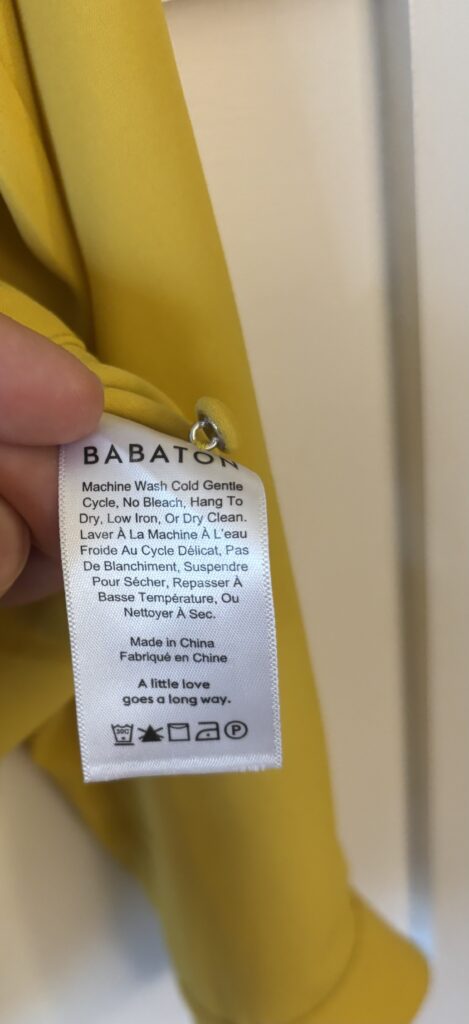 BABATON
Machine Wash Cold Gentle
Cycle, No Bleach, Hang To
Dry, Low Iron, Or Dry Clean.
Laver À La Machine À L'eau
Froide Au Cycle Délicat, Pas
De Blanchiment, Suspendre
Pour Sécher, Repasser À
Basse Température, Ou
Nettoyer À Sec.
Made in China
Fabriqué en Chine
A little love
goes a long way.
30C P